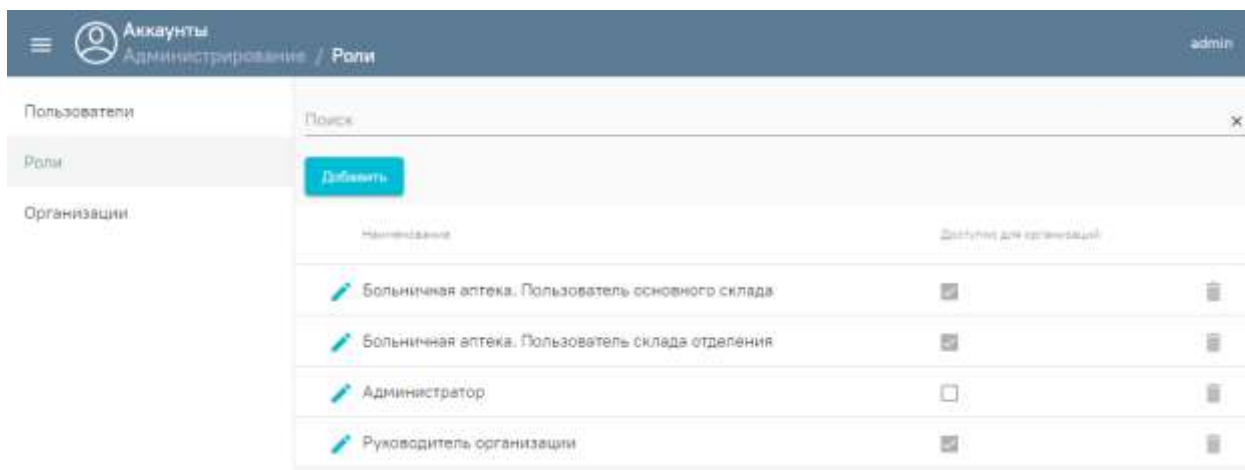 Аккаунты
Администрирование / Роли
admin
Пользователи
Роли
Организации
Поиск
Добавить
Наименование
Доступно для организаций
Больничная аптека. Пользователь основного склада
Больничная аптека. Пользователь склада отделения
Администратор
Руководитель организации